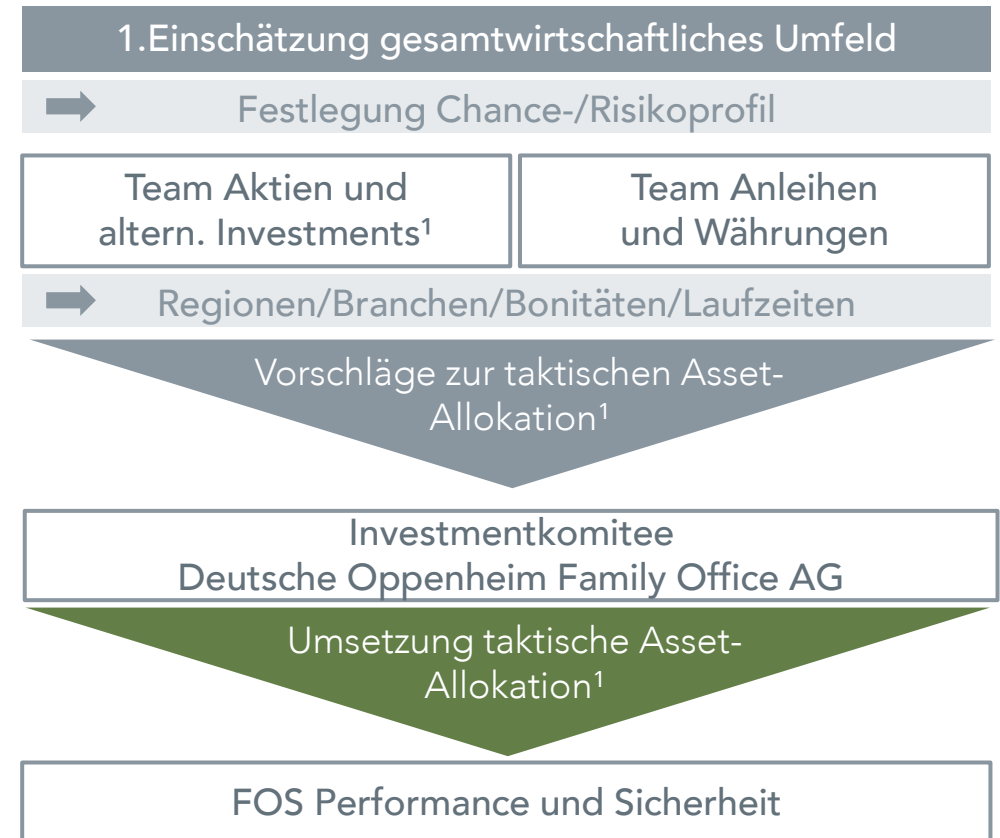 1.Einschätzung gesamtwirtschaftliches Umfeld
Festlegung Chance-/Risikoprofil
Team Aktien und
altern. Investments¹
Team Anleihen
und Währungen
Regionen/Branchen/Bonitäten/Laufzeiten
Vorschläge zur taktischen Asset-
Allokation¹
Investmentkomitee
Deutsche Oppenheim Family Office AG
Umsetzung taktische Asset-
Allokation¹
FOS Performance und Sicherheit